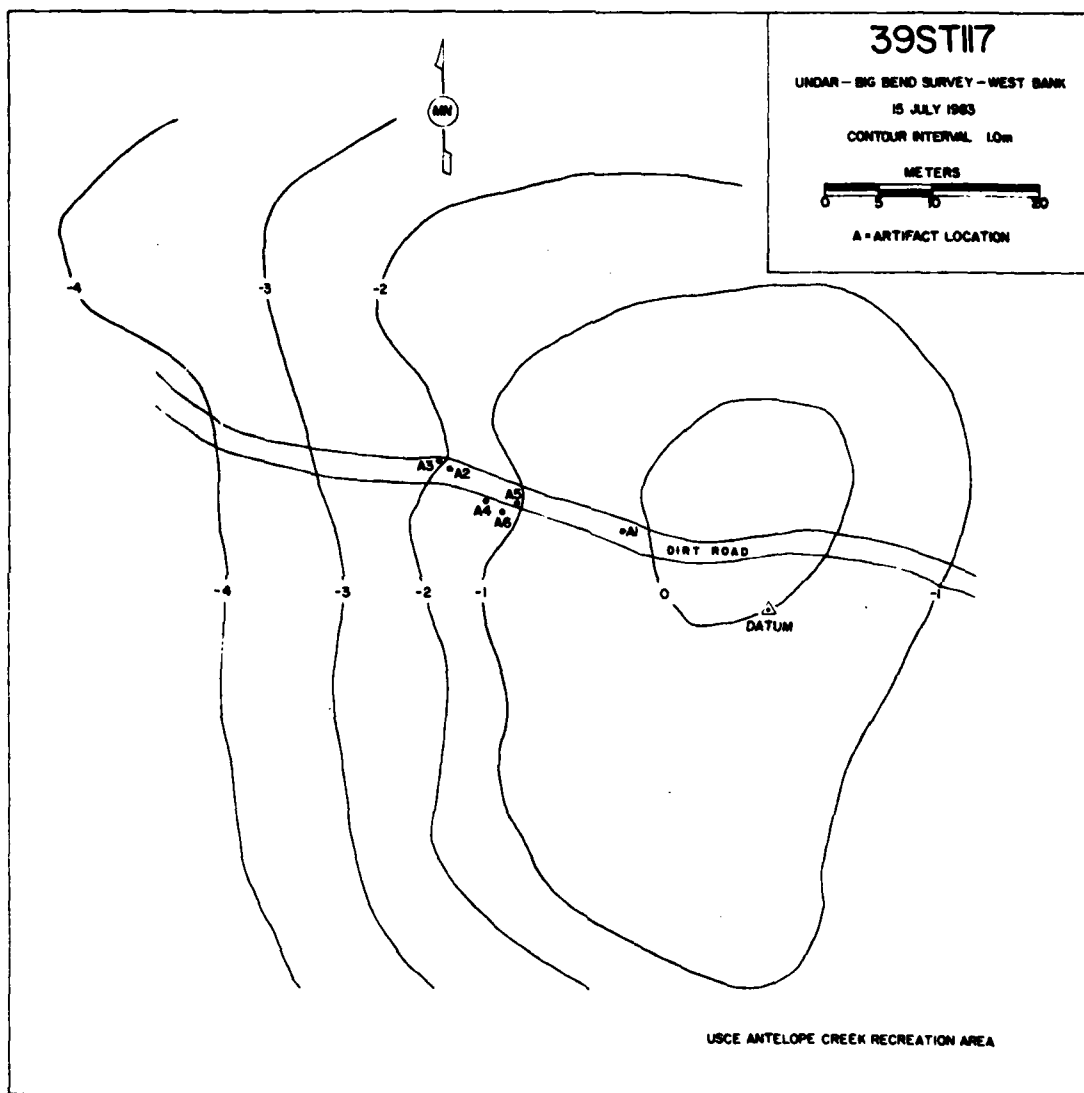 39ST117
UNDAR – BIG BEND SURVEY – WEST BANK
15 JULY 1983
CONTOUR INTERVAL 1.0m
METERS
0 5 10 20
A = ARTIFACT LOCATION
MN
-4
-3
-2
A3
A2
A5
A4
A6
A1
DIRT ROAD
-4
-3
-2
-1
0
-1
DATUM
USCE ANTELOPE CREEK RECREATION AREA